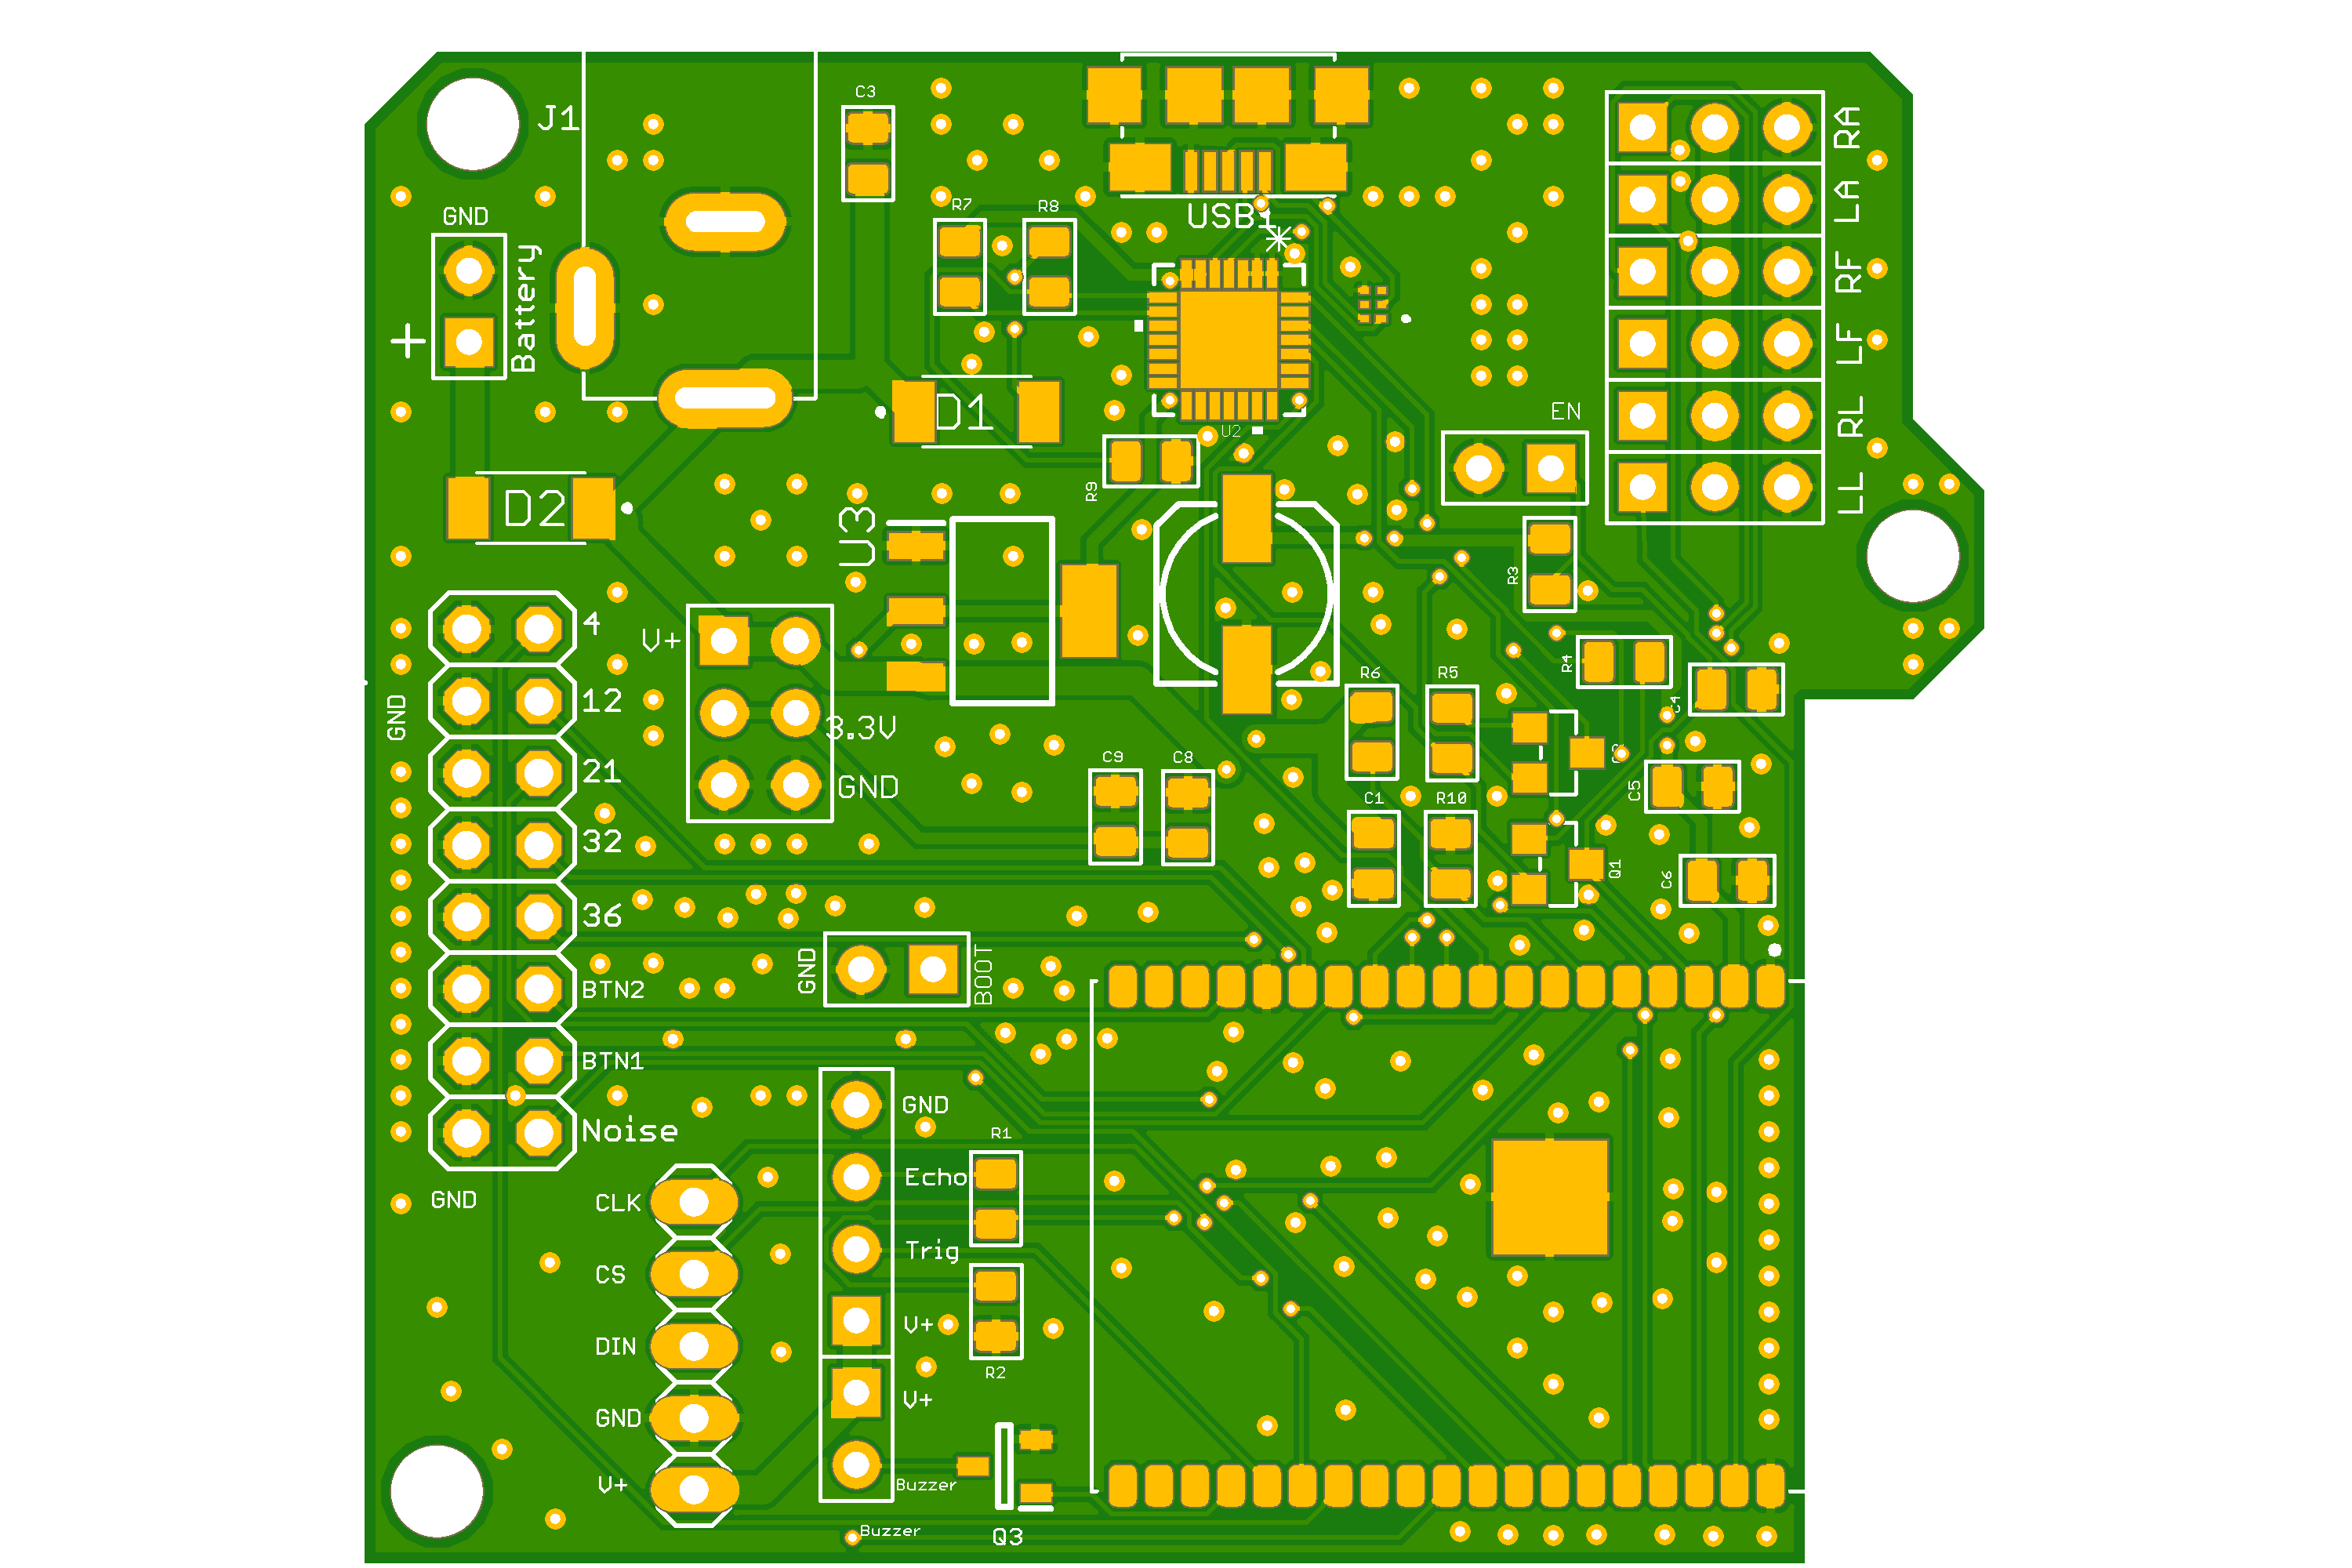 C3
J1
RA
R7
R8
LA
GND
USB1
Battery
RF
+
LF
D1
EN
U2
RL
R9
LL
D2
U3
R3
4
V+
R4
R6
R5
C4
12
GND
3.3V
C9
C8
21
GND
C5
C1
R10
32
Q1
C6
36
GND
BOOT
BTN2
BTN1
GND
Noise
R1
Echo
GND
CLK
Trig
CS
V+
DIN
R2
V+
GND
V+
Buzzer
Buzzer
Q3